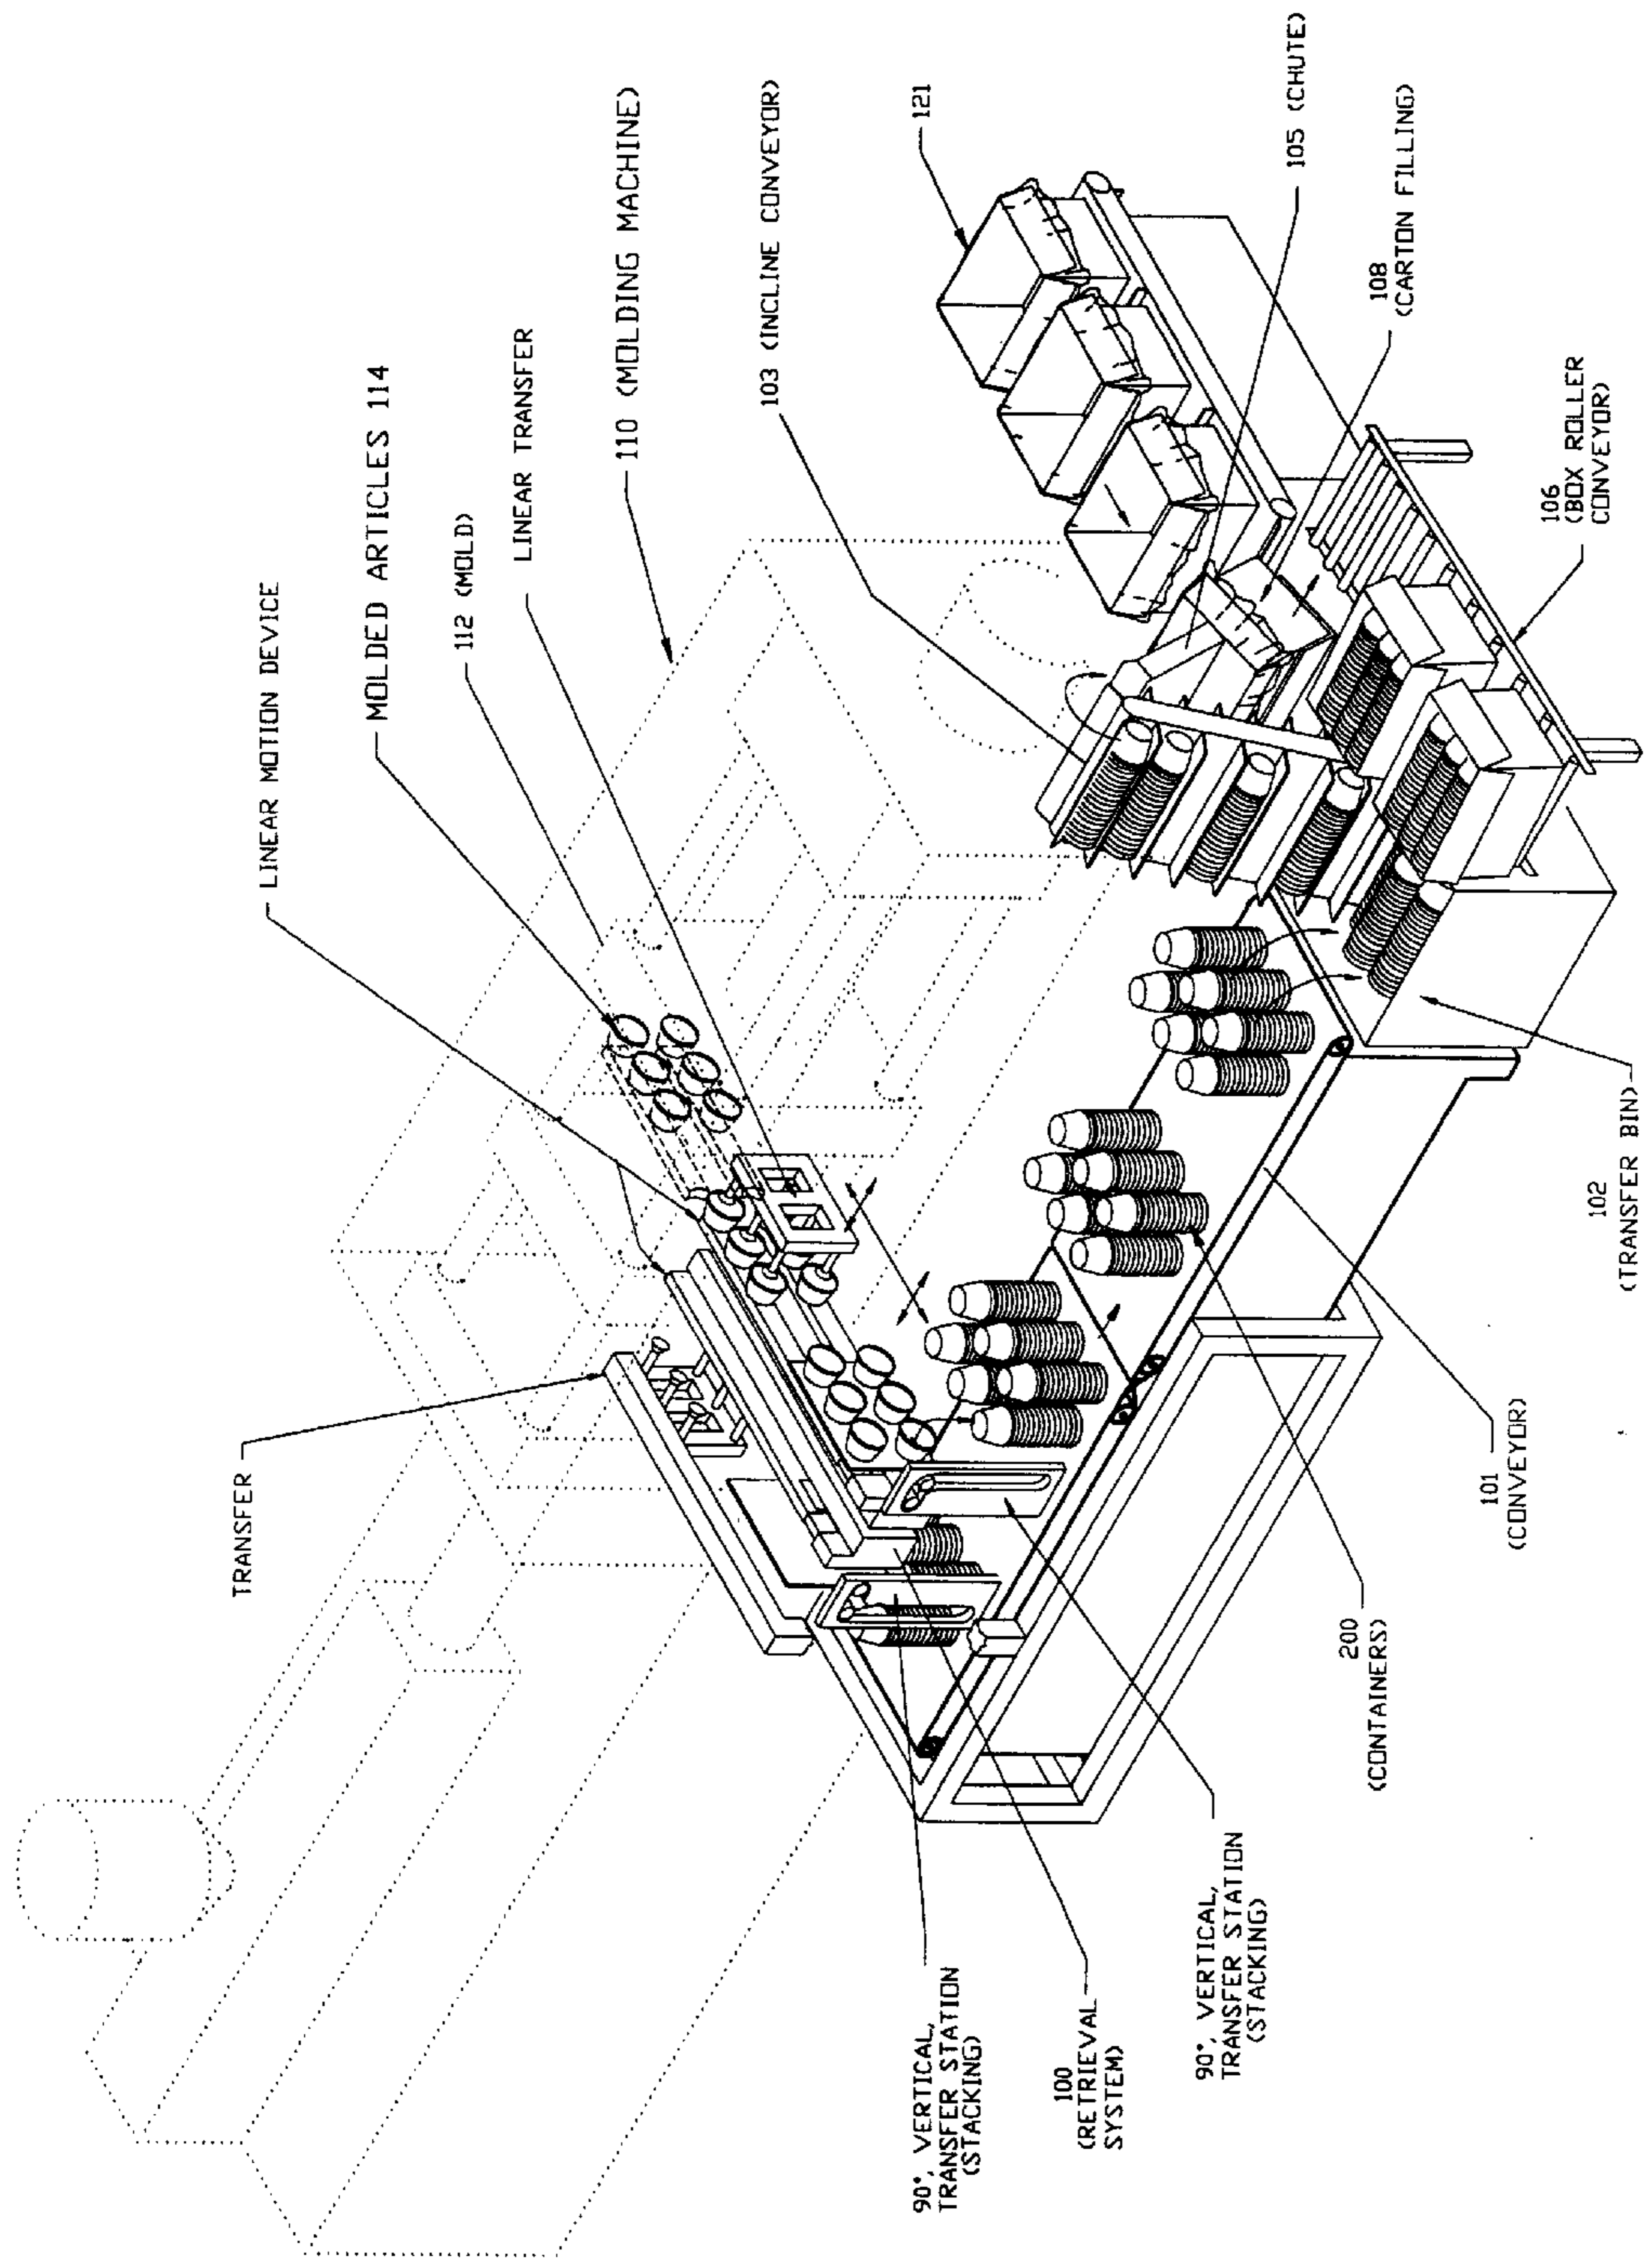 TRANSFER
LINEAR MOTION DEVICE
MOLDED ARTICLES 114
112 (MOLD)
LINEAR TRANSFER
110 (MOLDING MACHINE)
103 (INCLINE CONVEYOR)
121
105 (CHUTE)
108
(CARTON FILLING)
106
(BOX ROLLER
CONVEYOR)
90°, VERTICAL,
TRANSFER STATION
(STACKING)
100
(RETRIEVAL
SYSTEM)
90°, VERTICAL,
TRANSFER STATION
(STACKING)
200
(CONTAINERS)
101
(CONVEYOR)
102
(TRANSFER BIN)